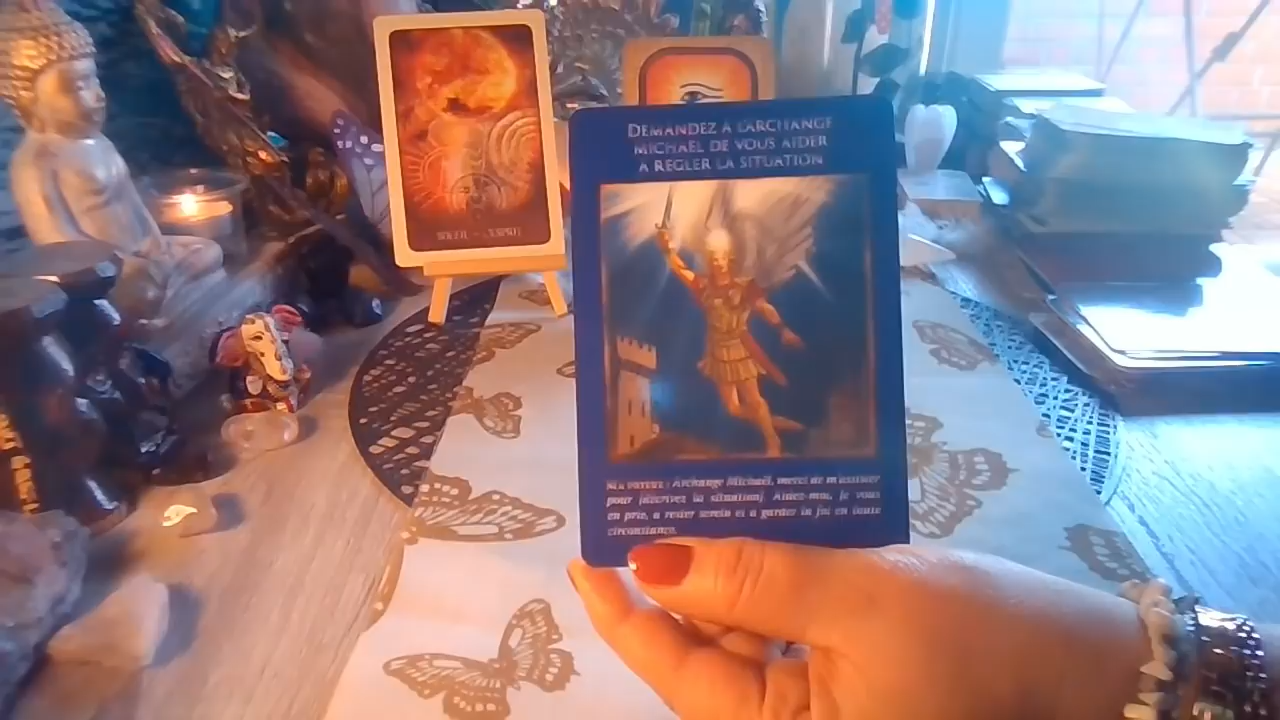 DEMANDEZ A L'ARCHANGE
MICHAËL DE VOUS AIDER
A RÉGLER LA SITUATION
MA PRIÈRE : Archange Michaël, merci de m'assister
pour [décrivez la situation]. Aidez-moi, je vous
en prie, à rester serein et à garder la foi en toute
circonstance.